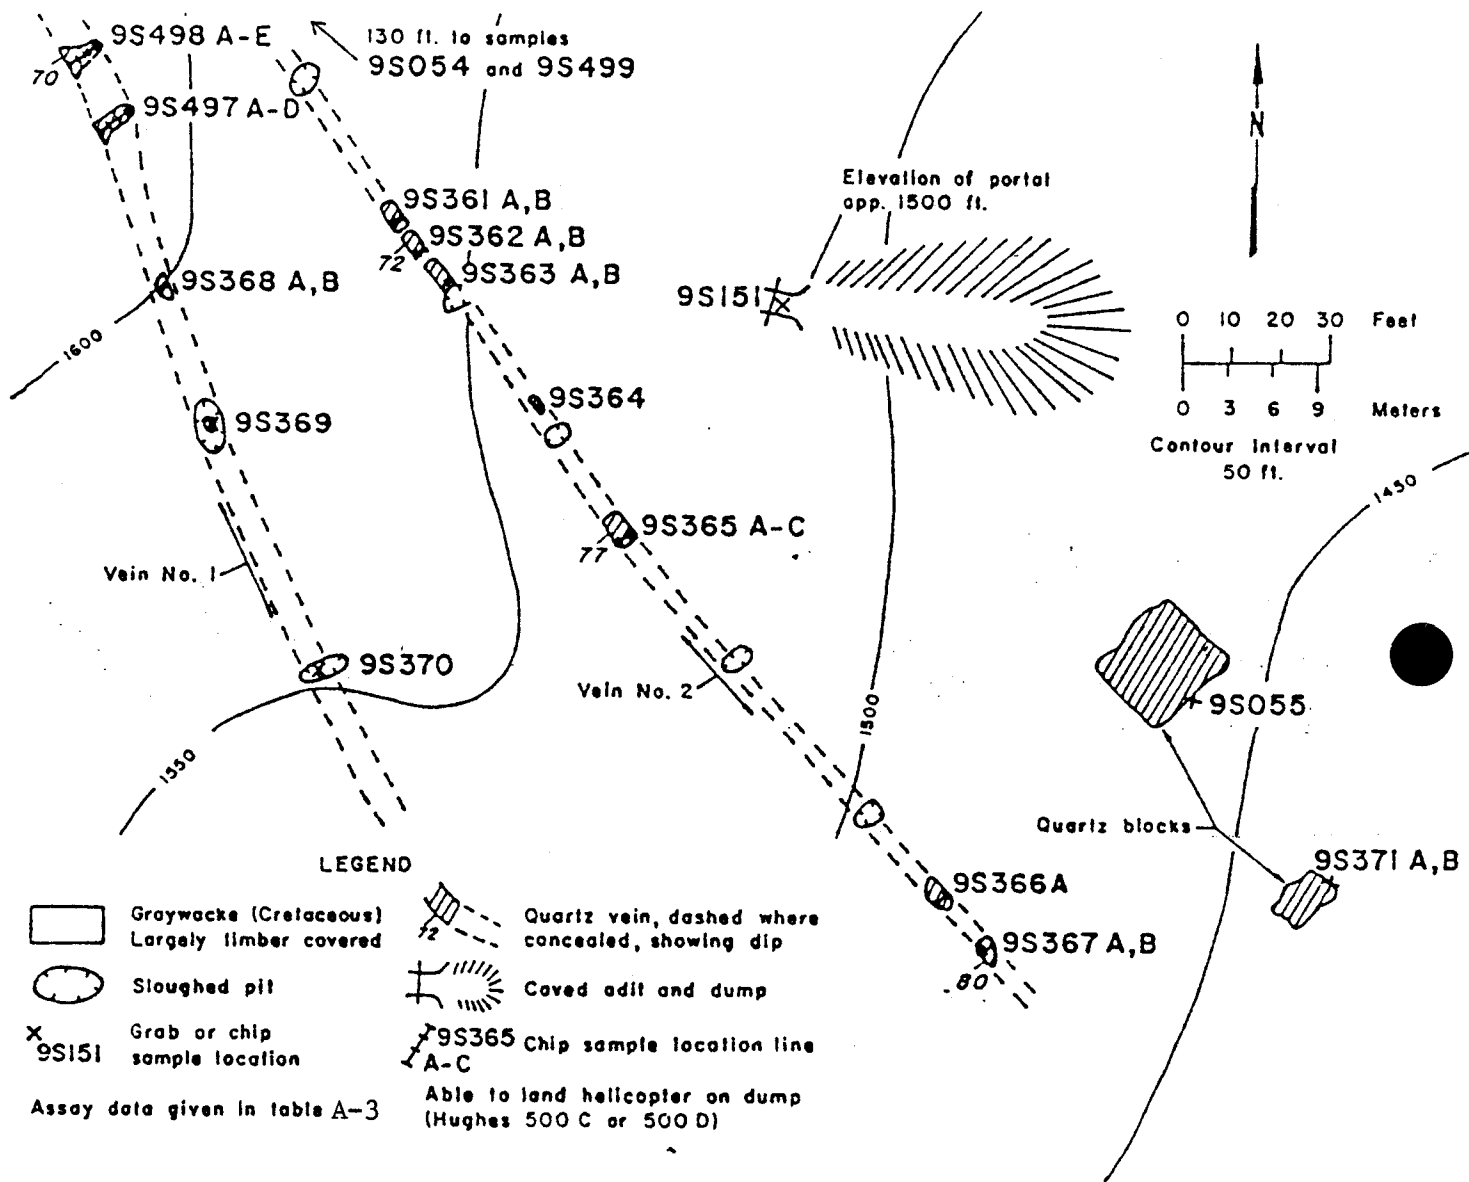 9S498 A-E
70
130 ft. to samples
9S054 and 9S499
9S497 A-D
N
Elevation of portal
app. 1500 ft.
9S361 A,B
9S362 A,B
72
9S363 A,B
9S368 A,B
9S151
1600
0 10 20 30 Feet
0 3 6 9 Meters
Contour Interval
50 ft.
9S364
9S369
1450
9S365 A-C
77
Vein No. 1
9S370
Vein No. 2
9S055
1500
1550
Quartz blocks
9S371 A,B
9S366A
9S367 A,B
80
LEGEND
Graywacke (Cretaceous)
Largely timber covered
Sloughed pit
9S151
Grab or chip
sample location
Assay data given in table A-3
72
Quartz vein, dashed where
concealed, showing dip
Caved adit and dump
9S365
A-C
Chip sample location line
Able to land helicopter on dump
(Hughes 500 C or 500 D)